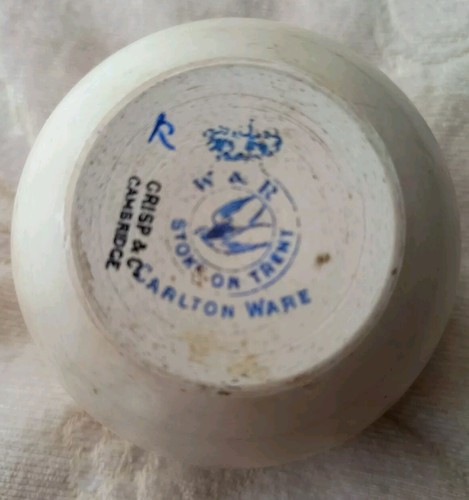 W & R
STOKE ON TRENT
CARLTON WARE
CRISP & Co
CAMBRIDGE